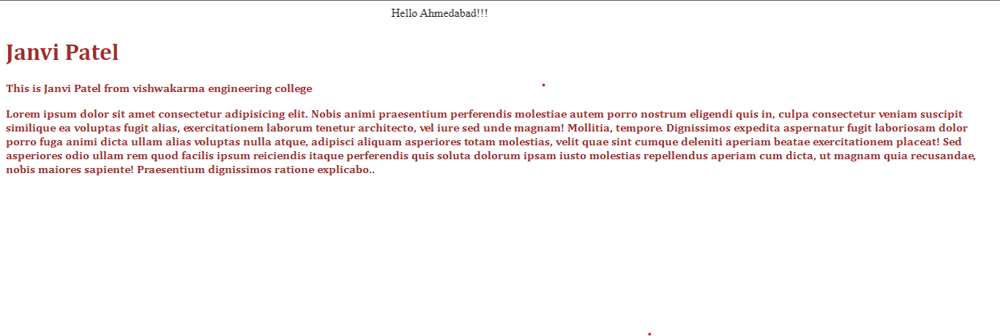 Hello Ahmedabad!!!
Janvi Patel
This is Janvi Patel from vishwakarma engineering college
Lorem ipsum dolor sit amet consectetur adipisicing elit. Nobis animi praesentium perferendis molestiae autem porro nostrum eligendi quis in, culpa consectetur veniam suscipit
similique ea voluptas fugit alias, exercitationem laborum tenetur architecto, vel iure sed unde magnam! Mollitia, tempore. Dignissimos expedita aspernatur fugit laboriosam dolor
porro fuga animi dicta ullam alias voluptas nulla atque, adipisci aliquam asperiores totam molestias, velit quae sint cumque deleniti aperiam beatae exercitationem placeat! Sed
asperiores odio ullam rem quod facilis ipsum reiciendis itaque perferendis quis soluta dolorum ipsam iusto molestias repellendus aperiam cum dicta, ut magnam quia recusandae,
nobis maiores sapiente! Praesentium dignissimos ratione explicabo..